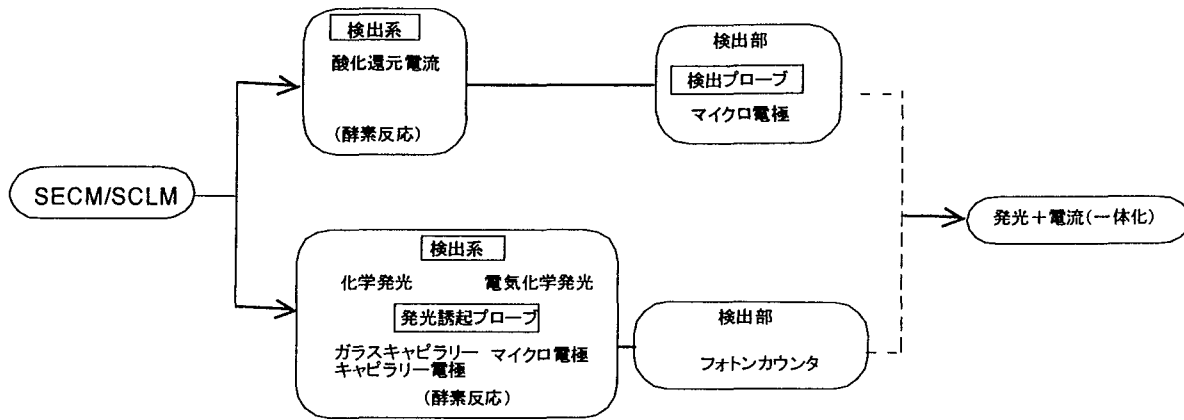 検出系
酸化還元電流
(酵素反応)
検出部
検出プローブ
マイクロ電極
SECM/SCLM
発光＋電流(一体化)
検出系
化学発光 電気化学発光
発光誘起プローブ
ガラスキャピラリー マイクロ電極
キャピラリー電極
(酵素反応)
検出部
フォトンカウンタ